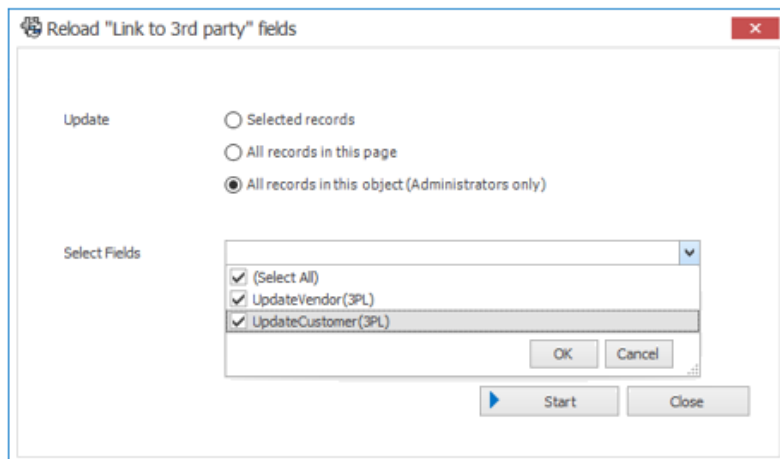 Reload "Link to 3rd party" fields
Update
Selected records
All records in this page
All records in this object (Administrators only)
Select Fields
(Select All)
UpdateVendor(3PL)
UpdateCustomer(3PL)
OK Cancel
Start Close